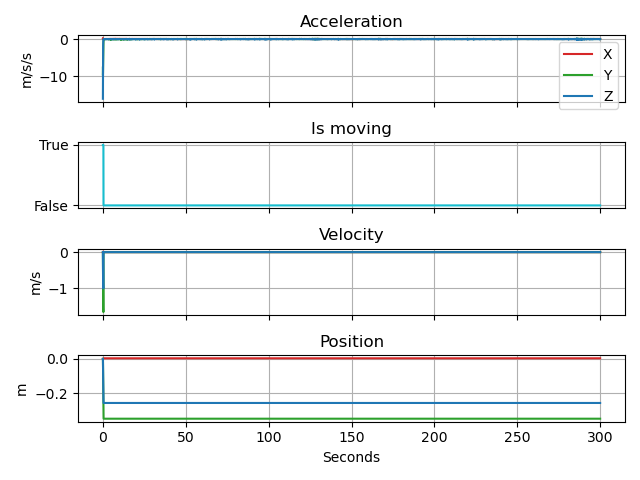 Acceleration
0
−10
m/s/s
X
Y
Z
Is moving
True
False
Velocity
0
−1
m/s
Position
0.0
−0.2
m
0 50 100 150 200 250 300
Seconds